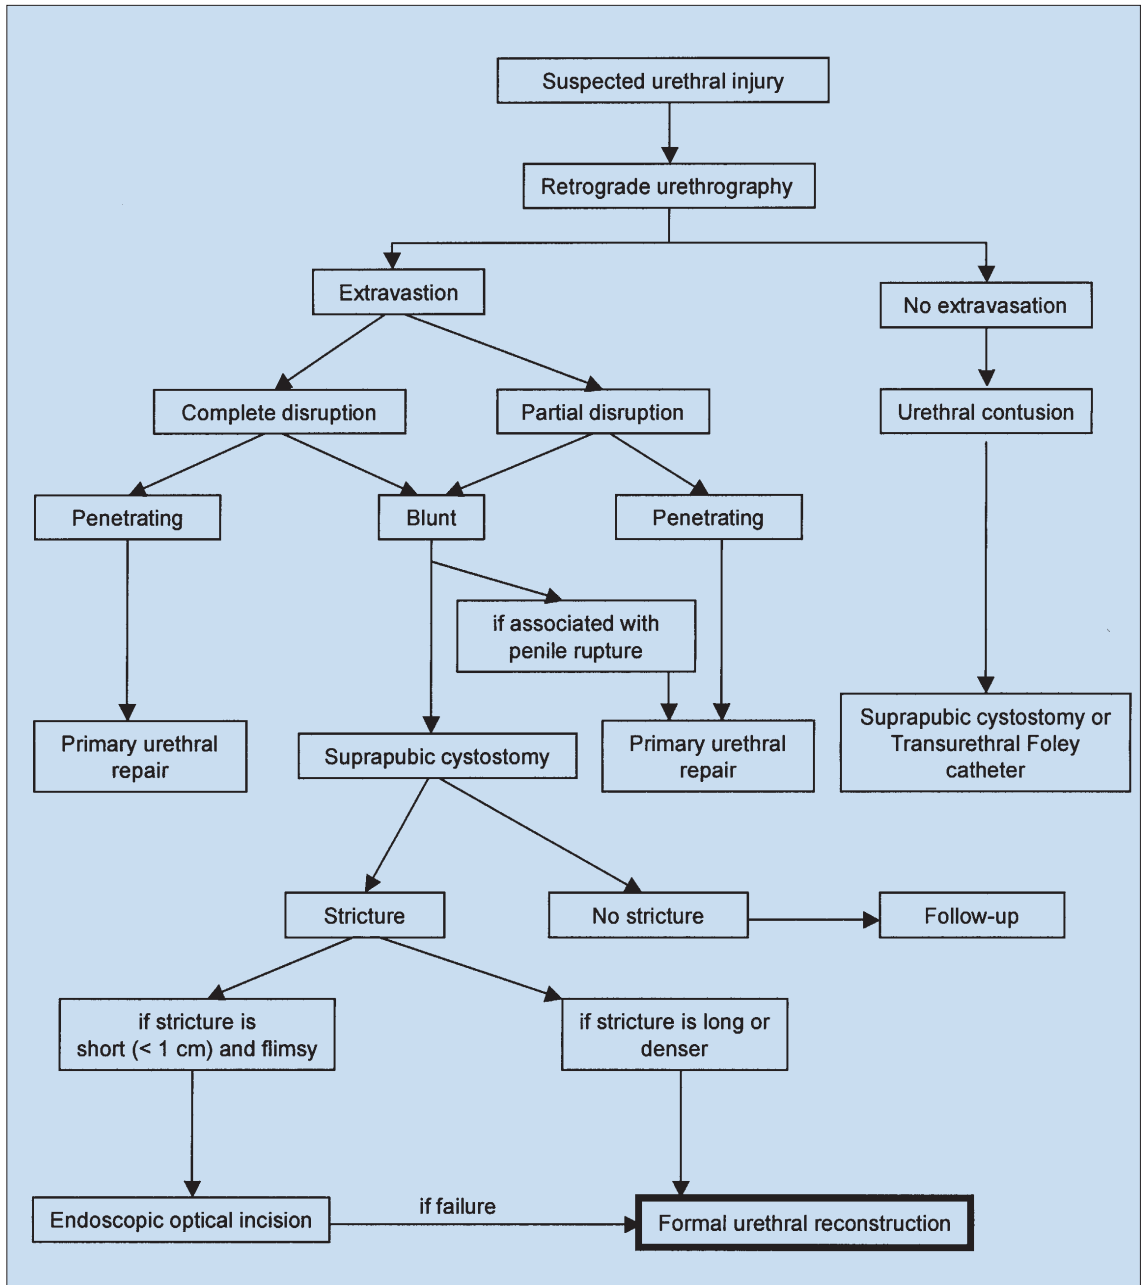 Suspected urethral injury
Retrograde urethrography
Extravastion
No extravasation
Complete disruption
Partial disruption
Urethral contusion
Penetrating
Blunt
Penetrating
if associated with
penile rupture
Primary urethral
repair
Suprapubic cystostomy
Primary urethral
repair
Suprapubic cystostomy or
Transurethral Foley
catheter
Stricture
No stricture
Follow-up
if stricture is
short (< 1 cm) and flimsy
if stricture is long or
denser
Endoscopic optical incision
if failure
Formal urethral reconstruction